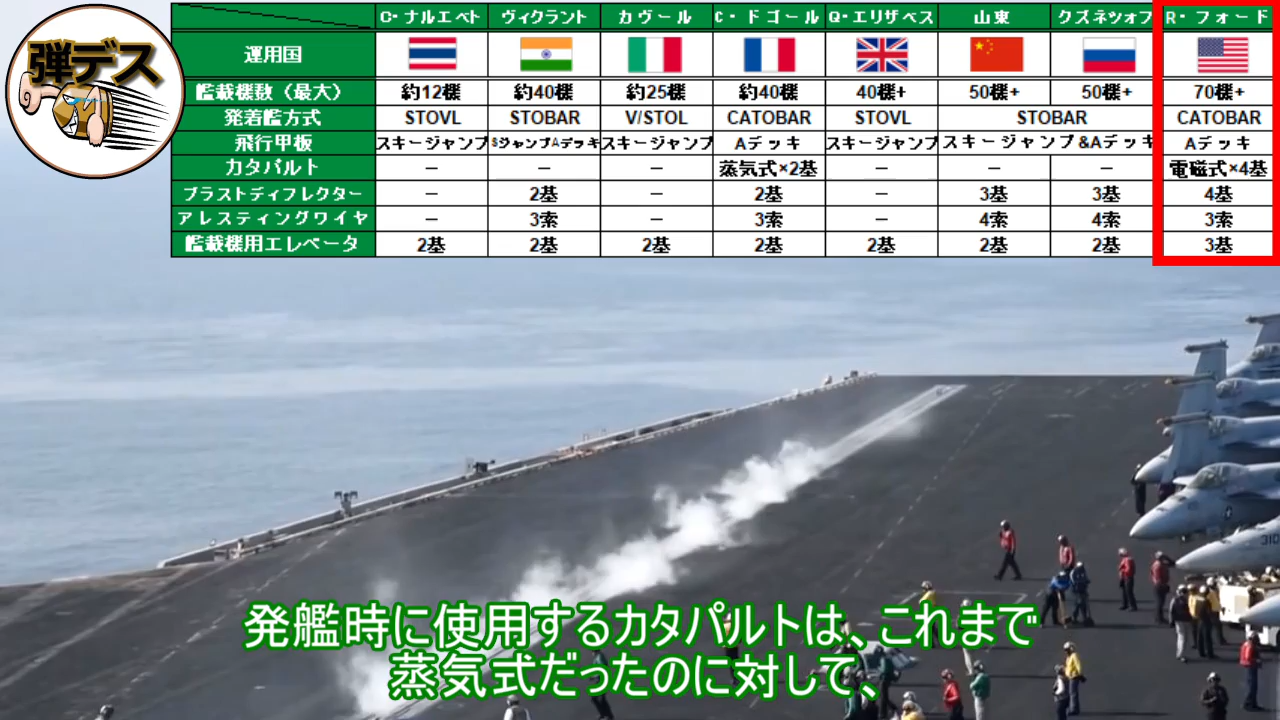 弾デス
C・ナルエベト ヴィクラント カヴール C・ドゴール Q・エリザベス 山東 クズネツォフ R・フォード
運用国
艦載機数（最大） 約12機 約40機 約25機 約40機 40機+ 50機+ 50機+ 70機+
発着艦方式 STOVL STOBAR V/STOL CATOBAR STOVL STOBAR CATOBAR
飛行甲板 スキージャンプ SジャンプAデッキ スキージャンプ Aデッキ スキージャンプ スキージャンプ&Aデッキ Aデッキ
カタパルト － － － 蒸気式×2基 － － － 電磁式×4基
ブラストディフレクター － 2基 － 2基 － 3基 3基 4基
アレスティングワイヤ － 3索 － 3索 － 4索 4索 3索
艦載機用エレベータ 2基 2基 2基 2基 2基 2基 2基 3基
310
発艦時に使用するカタパルトは、これまで
蒸気式だったのに対して、